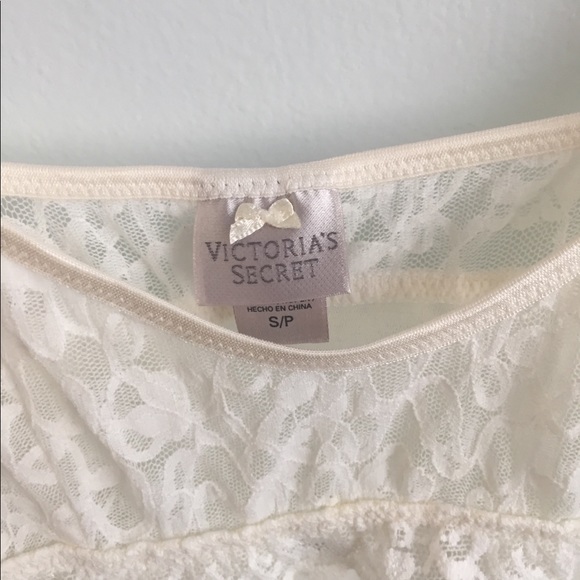 VICTORIA'S
SECRET
HECHO EN CHINA
S/P